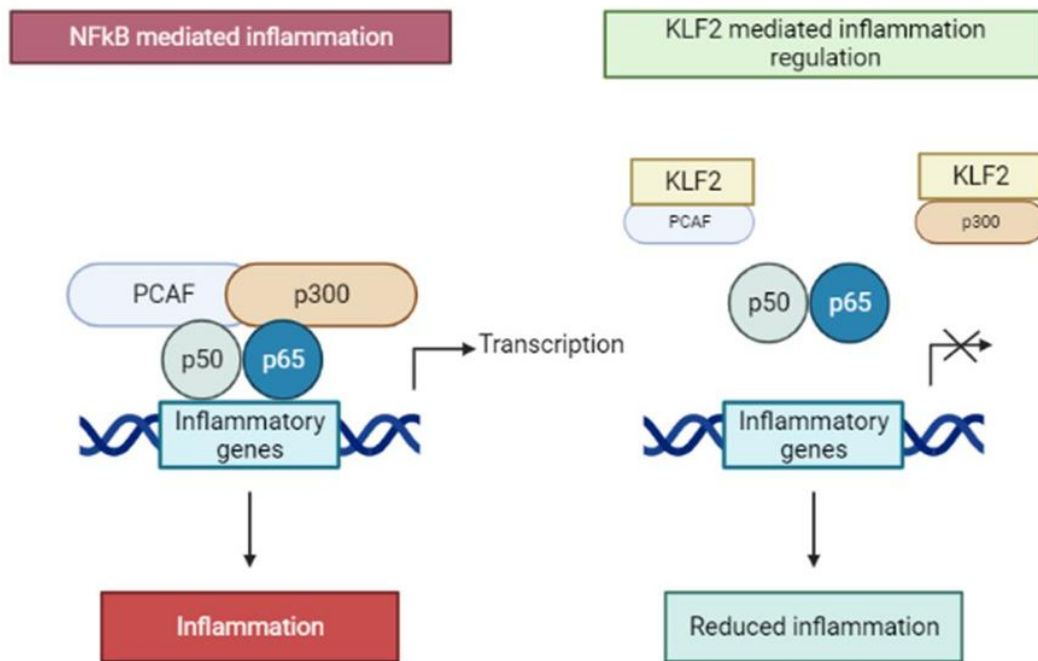 NFkB mediated inflammation
KLF2 mediated inflammation
regulation
PCAF
p300
p50
p65
Transcription
Inflammatory
genes
Inflammation
KLF2
PCAF
KLF2
p300
p50
p65
Inflammatory
genes
Reduced inflammation